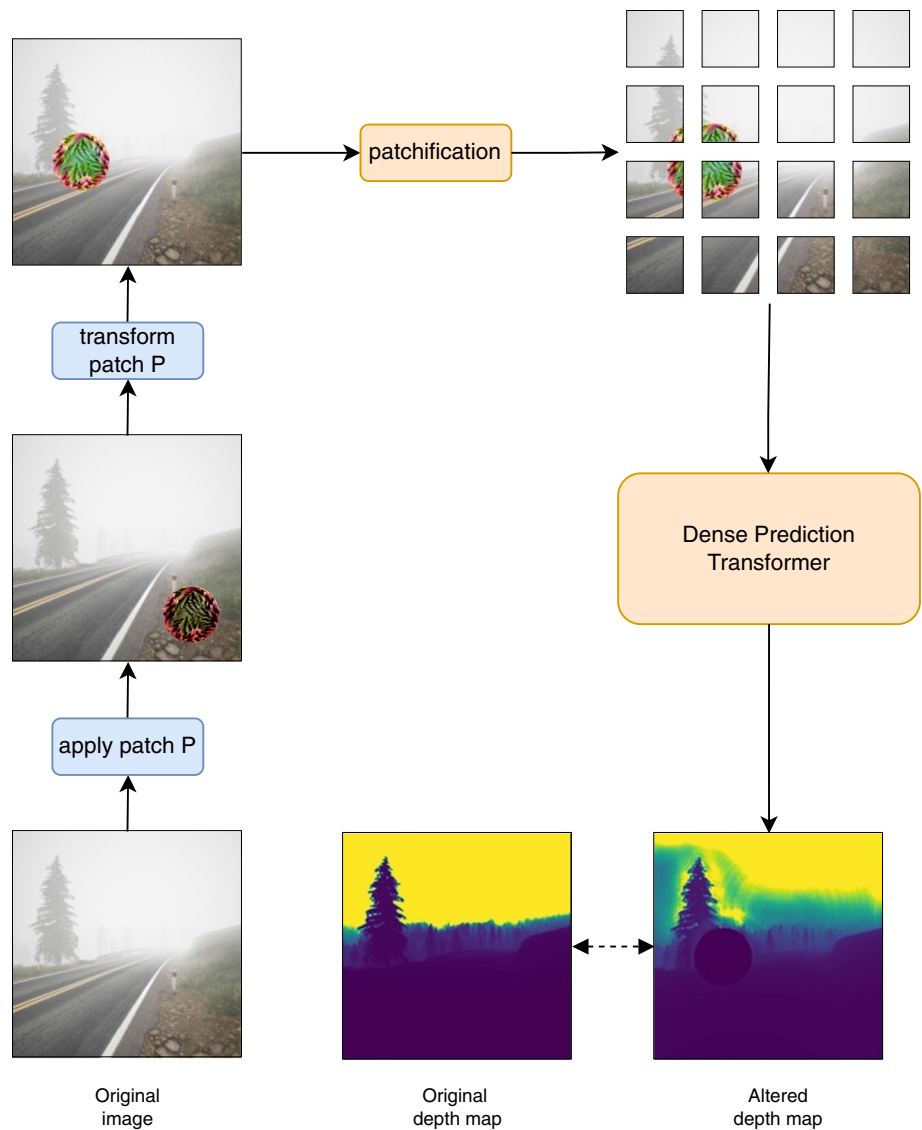 patchification
transform
patch P
Dense Prediction
Transformer
apply patch P
Original
image
Original
depth map
Altered
depth map